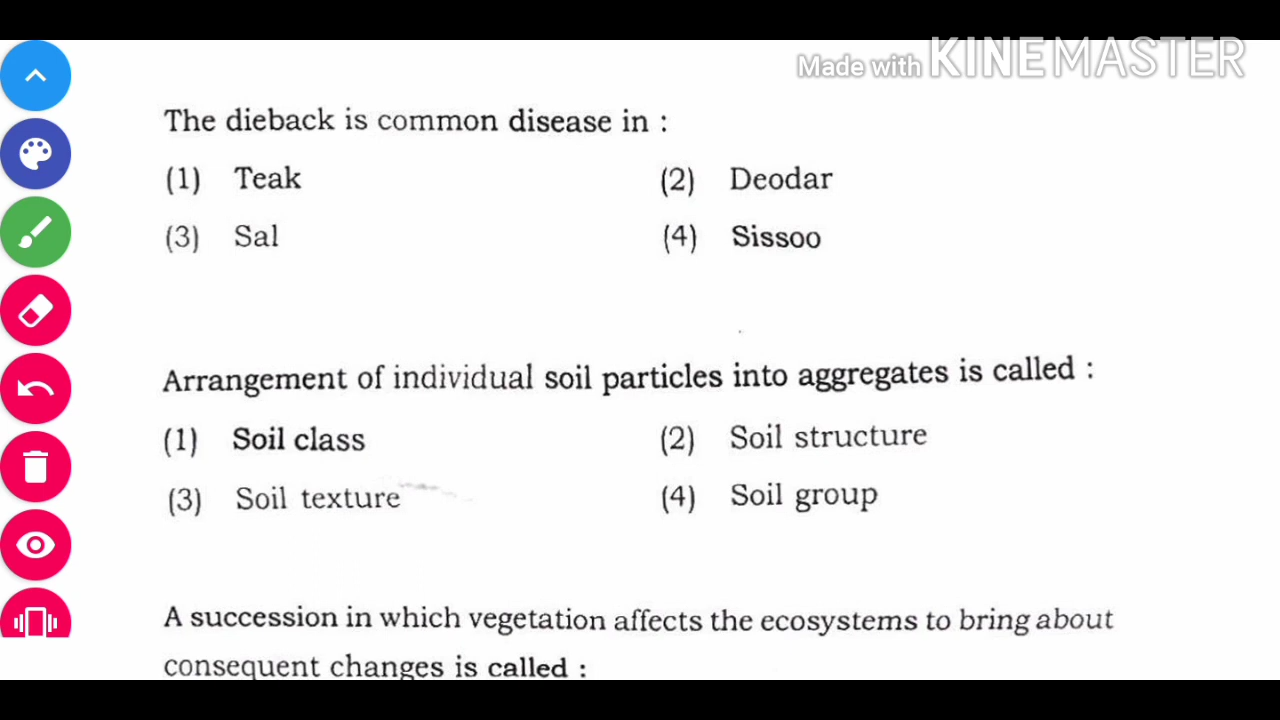 Made with KINEMASTER
The dieback is common disease in :
(1) Teak (2) Deodar
(3) Sal (4) Sissoo
Arrangement of individual soil particles into aggregates is called :
(1) Soil class (2) Soil structure
(3) Soil texture (4) Soil group
A succession in which vegetation affects the ecosystems to bring about
consequent changes is called :